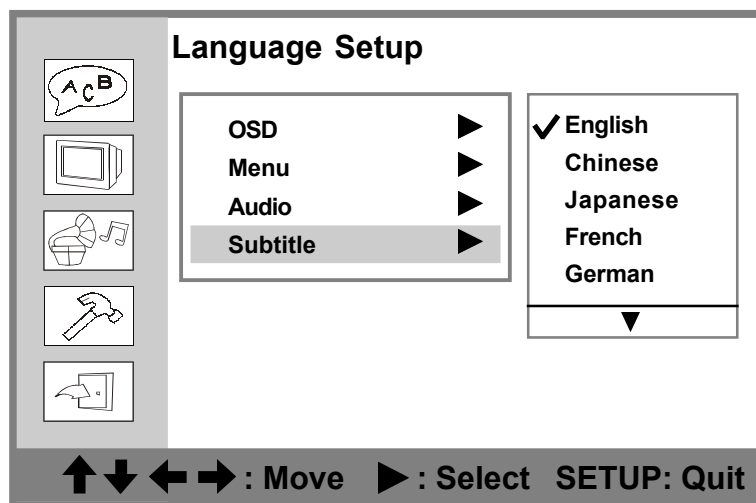 Language Setup
A C B
OSD
Menu
Audio
Subtitle
English
Chinese
Japanese
French
German
: Move : Select SETUP: Quit